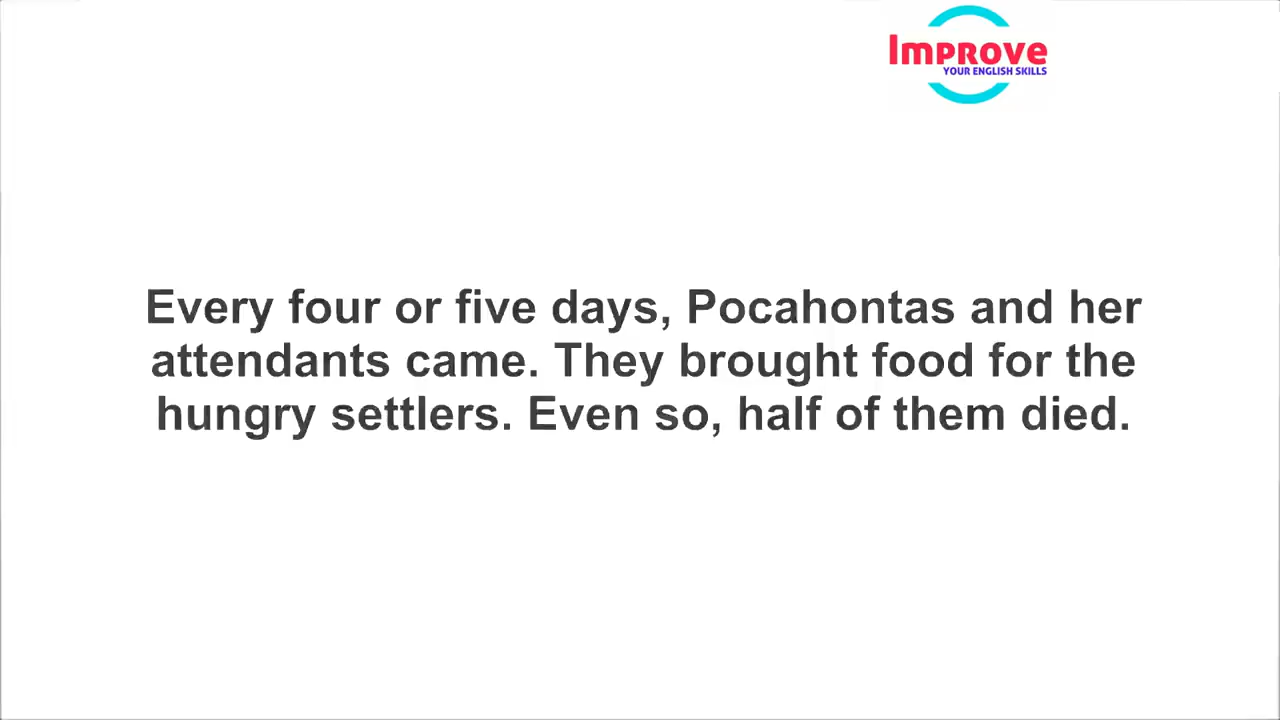 Improve
YOUR ENGLISH SKILLS
Every four or five days, Pocahontas and her
attendants came. They brought food for the
hungry settlers. Even so, half of them died.